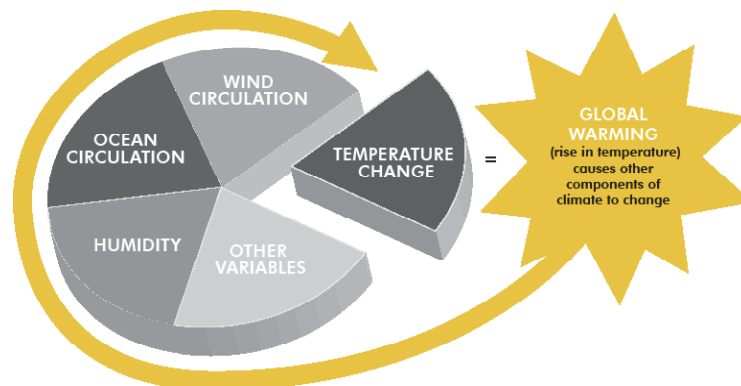 WIND
CIRCULATION
OCEAN
CIRCULATION
TEMPERATURE
CHANGE
HUMIDITY
OTHER
VARIABLES
=
GLOBAL
WARMING
(rise in temperature)
causes other
components of
climate to change